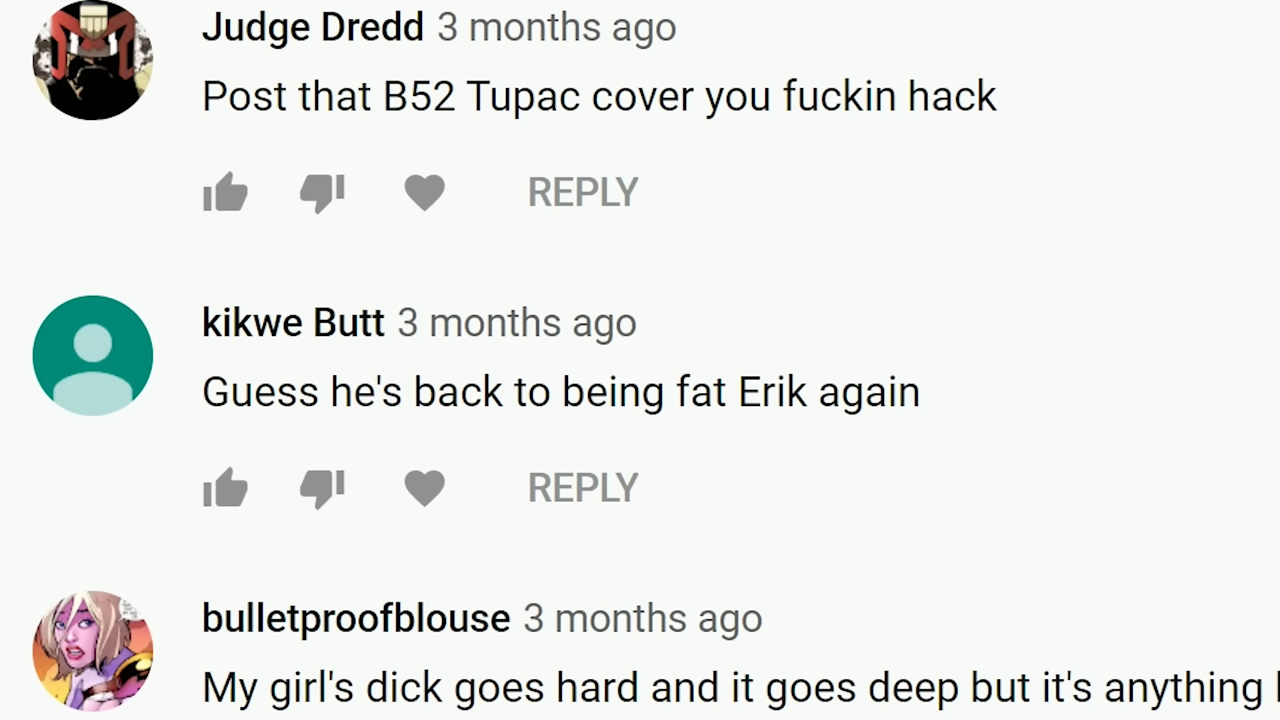 Judge Dredd 3 months ago
Post that B52 Tupac cover you fuckin hack
REPLY
kikwe Butt 3 months ago
Guess he's back to being fat Erik again
REPLY
bulletproofblouse 3 months ago
My girl's dick goes hard and it goes deep but it's anything